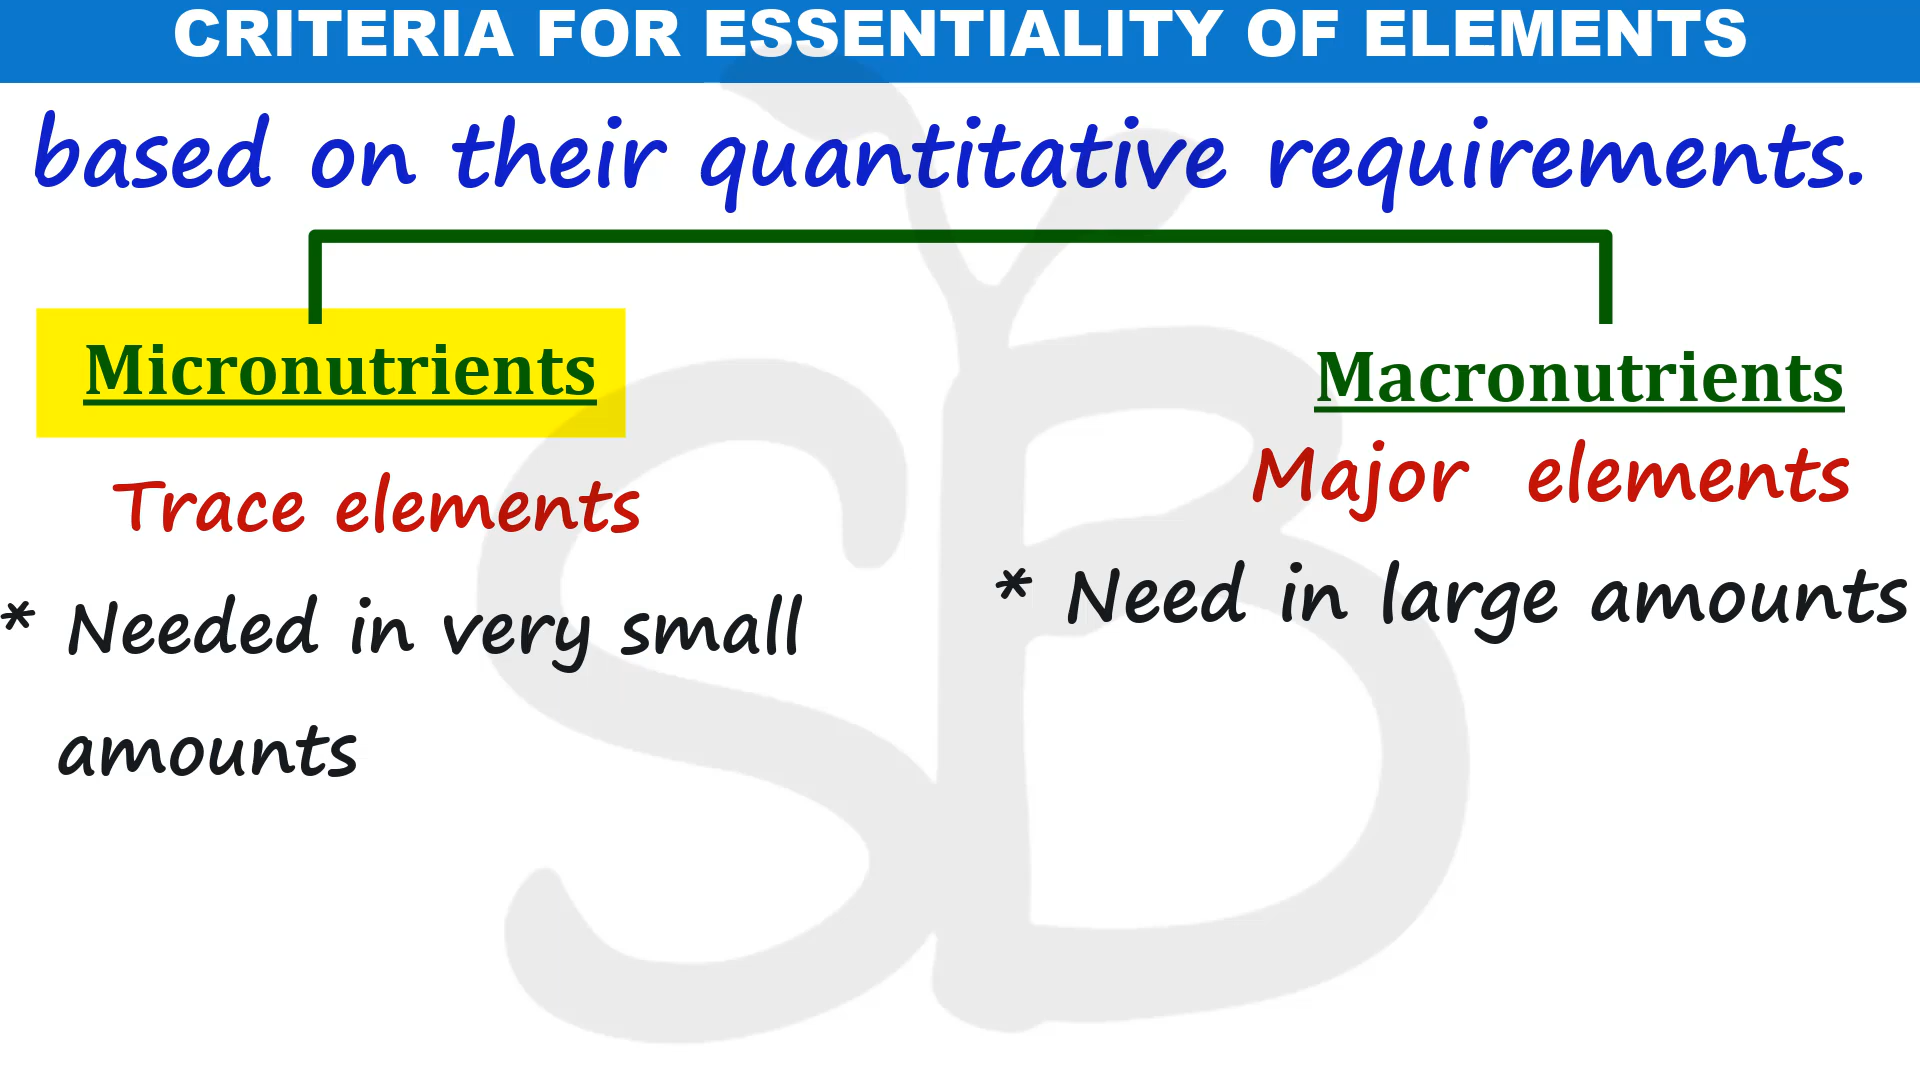 CRITERIA FOR ESSENTIALITY OF ELEMENTS
based on their quantitative requirements.
Micronutrients
Trace elements
* Needed in very small
amounts
Macronutrients
Major elements
* Need in large amounts
SB